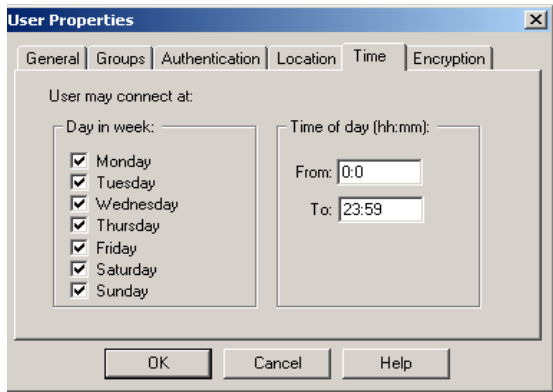 User Properties
General Groups Authentication Location Time Encryption
User may connect at:
Day in week:
Monday
Tuesday
Wednesday
Thursday
Friday
Saturday
Sunday
Time of day (hh:mm):
From: 0:0
To: 23:59
OK Cancel Help